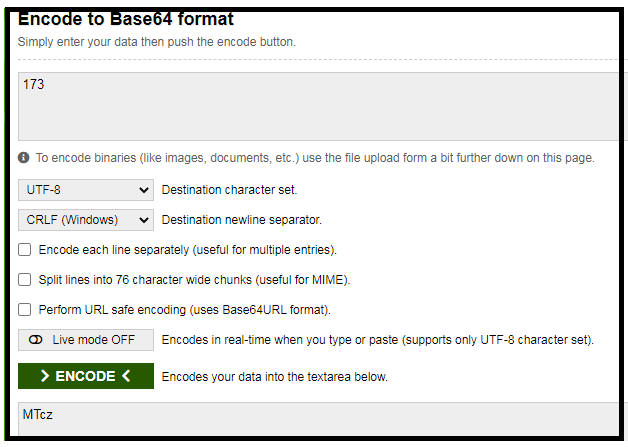 Encode to Base64 format
Simply enter your data then push the encode button.
173
To encode binaries (like images, documents, etc.) use the file upload form a bit further down on this page.
UTF-8 Destination character set.
CRLF (Windows) Destination newline separator.
Encode each line separately (useful for multiple entries).
Split lines into 76 character wide chunks (useful for MIME).
Perform URL safe encoding (uses Base64URL format).
Live mode OFF Encodes in real-time when you type or paste (supports only UTF-8 character set).
ENCODE Encodes your data into the textarea below.
MTcz